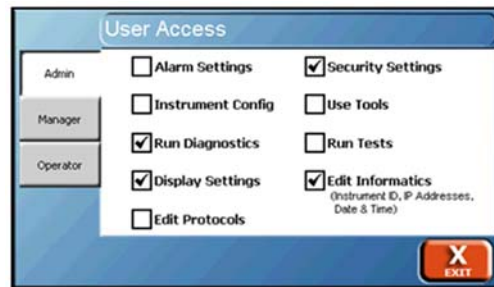 User Access
Admin
Manager
Operator
Alarm Settings
Instrument Config
Run Diagnostics
Display Settings
Edit Protocols
Security Settings
Use Tools
Run Tests
Edit Informatics
(Instrument ID, IP Addresses,
Date & Time)
X
EXIT